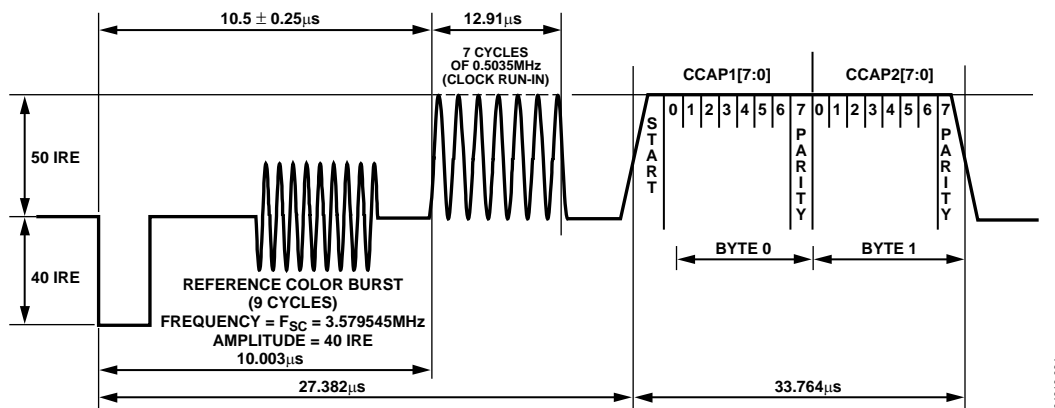 10.5 ± 0.25µs
12.91µs
7 CYCLES
OF 0.5035MHz
(CLOCK RUN-IN)
CCAP1[7:0]
CCAP2[7:0]
0 1 2 3 4 5 6 7 0 1 2 3 4 5 6 7
START
PARITY
PARITY
50 IRE
40 IRE
BYTE 0
BYTE 1
REFERENCE COLOR BURST
(9 CYCLES)
FREQUENCY = FSC = 3.579545MHz
AMPLITUDE = 40 IRE
10.003µs
27.382µs
33.764µs